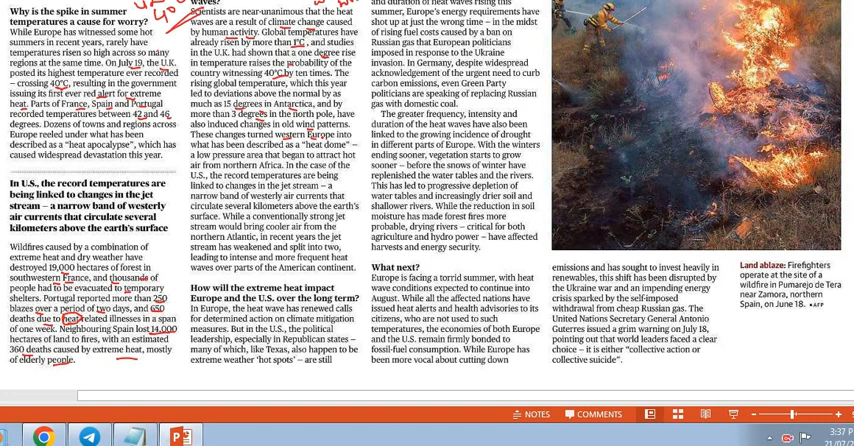 Why is the spike in summer
temperatures a cause for worry?
While Europe has witnessed some hot
summers in recent years, rarely have
temperatures risen so high across so many
regions at the same time. On July 19, the U.K.
posted its highest temperature ever recorded
– crossing 40°C, resulting in the government
issuing its first ever red alert for extreme
heat. Parts of France, Spain and Portugal
recorded temperatures between 42 and 46
degrees. Dozens of towns and regions across
Europe reeled under what has been
described as a “heat apocalypse”, which has
caused widespread devastation this year.
In U.S., the record temperatures are
being linked to changes in the jet
stream – a narrow band of westerly
air currents that circulate several
kilometers above the earth’s surface
Wildfires caused by a combination of
extreme heat and dry weather have
destroyed 19,000 hectares of forest in
southwestern France, and thousands of
people had to be evacuated to temporary
shelters. Portugal reported more than 250
blazes over a period of two days, and 650
deaths due to heat-related illnesses in a span
of one week. Neighbouring Spain lost 14,000
hectares of land to fires, with an estimated
360 deaths caused by extreme heat, mostly
of elderly people.
waves?
Scientists are near-unanimous that the heat
waves are a result of climate change caused
by human activity. Global temperatures have
already risen by more than 1°C, and studies
in the U.K. had shown that a one degree rise
in temperature raises the probability of the
country witnessing 40°C by ten times. The
rising global temperature, which this year
led to deviations above the normal by as
much as 15 degrees in Antarctica, and by
more than 3 degrees in the north pole, have
also induced changes in old wind patterns.
These changes turned western Europe into
what has been described as a “heat dome” –
a low pressure area that began to attract hot
air from northern Africa. In the case of the
U.S., the record temperatures are being
linked to changes in the jet stream – a
narrow band of westerly air currents that
circulate several kilometers above the earth’s
surface. While a conventionally strong jet
stream would bring cooler air from the
northern Atlantic, in recent years the jet
stream has weakened and split into two,
leading to intense and more frequent heat
waves over parts of the American continent.
How will the extreme heat impact
Europe and the U.S. over the long term?
In Europe, the heat wave has renewed calls
for determined action on climate mitigation
measures. But in the U.S., the political
leadership, especially in Republican states –
many of which, like Texas, also happen to be
extreme weather ‘hot spots’ – are still
and duration of heat waves rising this
summer, Europe’s energy requirements have
shot up at just the wrong time – in the midst
of rising fuel costs caused by a ban on
Russian gas that European politicians
imposed in response to the Ukraine
invasion. In Germany, despite widespread
acknowledgement of the urgent need to curb
carbon emissions, even Green Party
politicians are speaking of replacing Russian
gas with domestic coal.
The greater frequency, intensity and
duration of the heat waves have also been
linked to the growing incidence of drought
in different parts of Europe. With the winters
ending sooner, vegetation starts to grow
sooner – before the snows of winter have
replenished the water tables and the rivers.
This has led to progressive depletion of
water tables and increasingly drier soil and
shallower rivers. While the reduction in soil
moisture has made forest fires more
probable, drying rivers – critical for both
agriculture and hydro power – have affected
harvests and energy security.
What next?
Europe is facing a torrid summer, with heat
wave conditions expected to continue into
August. While all the affected nations have
issued heat alerts and health advisories to its
citizens, who are not used to such
temperatures, the economies of both Europe
and the U.S. remain firmly bonded to
fossil-fuel consumption. While Europe has
been more vocal about cutting down
emissions and has sought to invest heavily in
renewables, this shift has been disrupted by
the Ukraine war and an impending energy
crisis sparked by the self-imposed
withdrawal from cheap Russian gas. The
United Nations Secretary General Antonio
Guterres issued a grim warning on July 18,
pointing out that world leaders faced a clear
choice – it is either “collective action or
collective suicide”.
Land ablaze: Firefighters
operate at the site of a
wildfire in Pumarejo de Tera
near Zamora, northern
Spain, on June 18. • AFP
NOTES COMMENTS
3:37 P
21/07/2